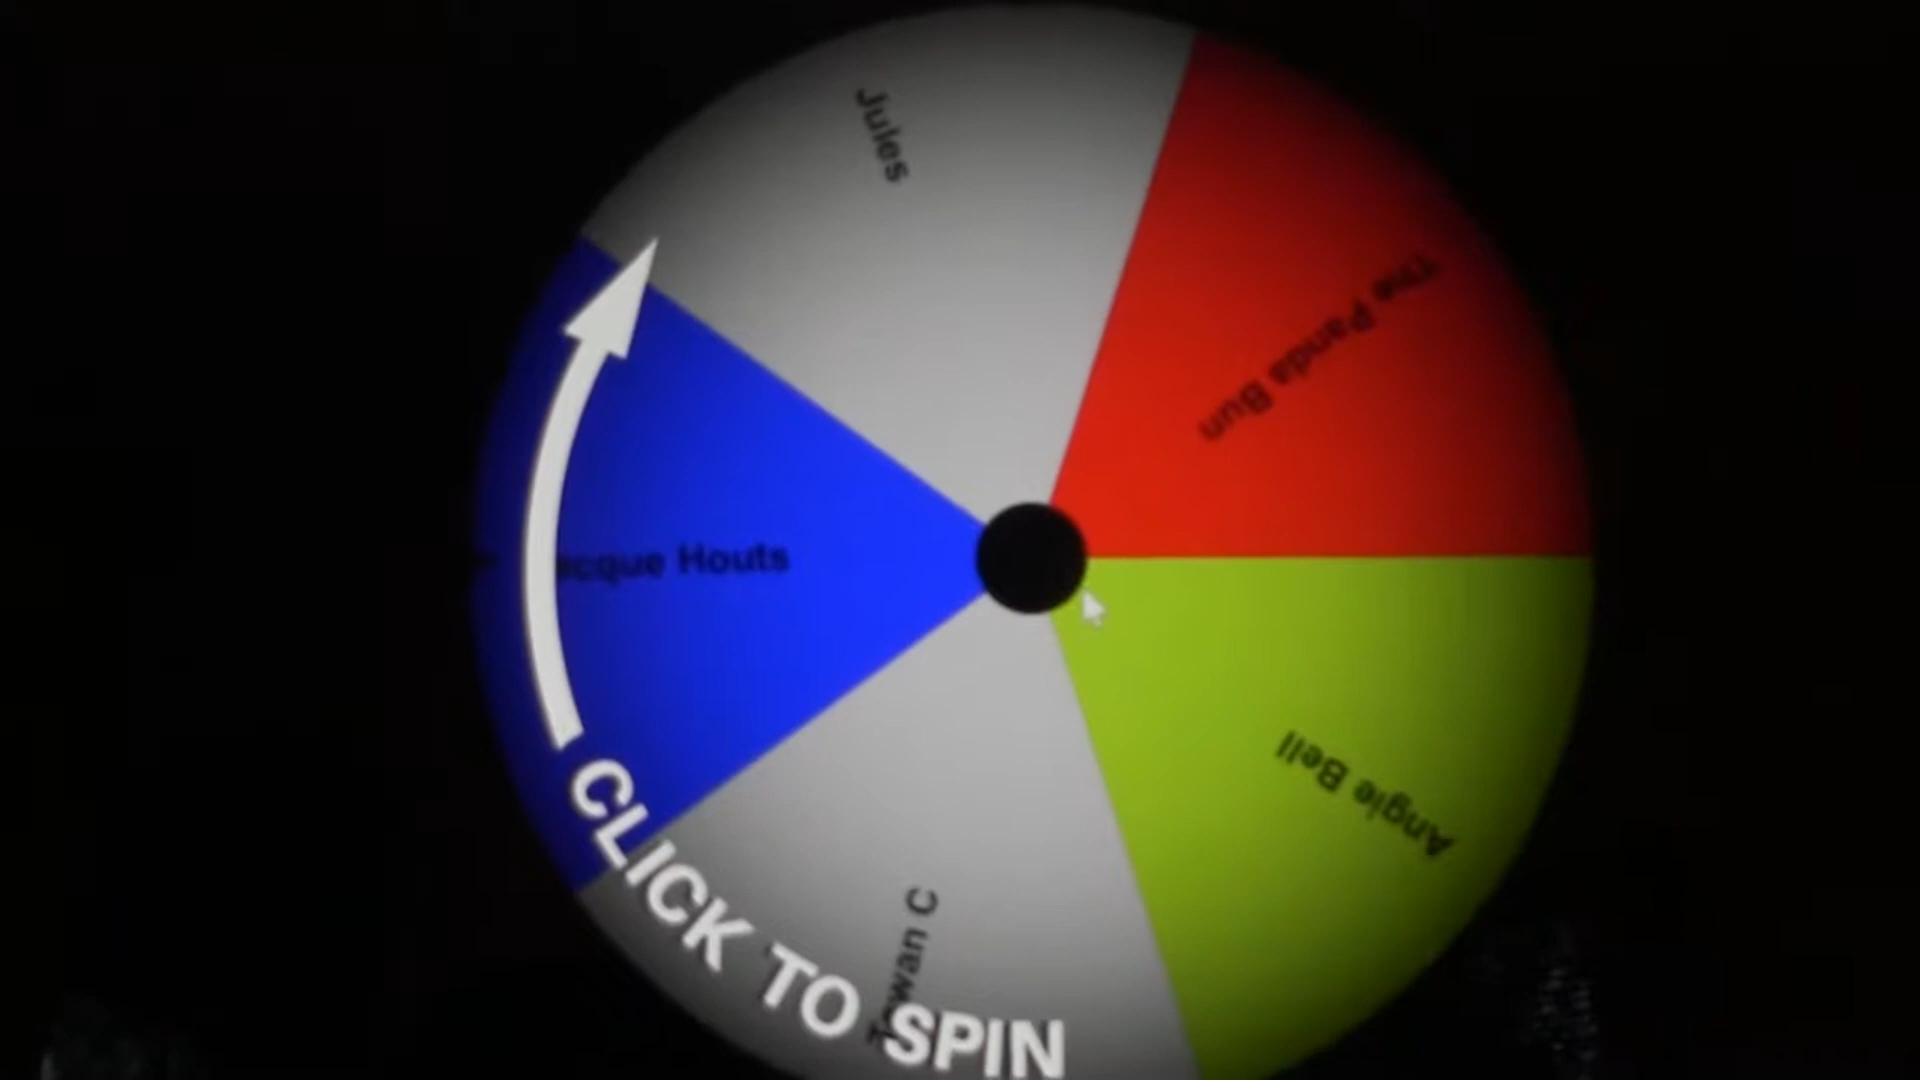 Jules
The Panda Bun
Houts
Angie Bell
C
CLICK TO SPIN